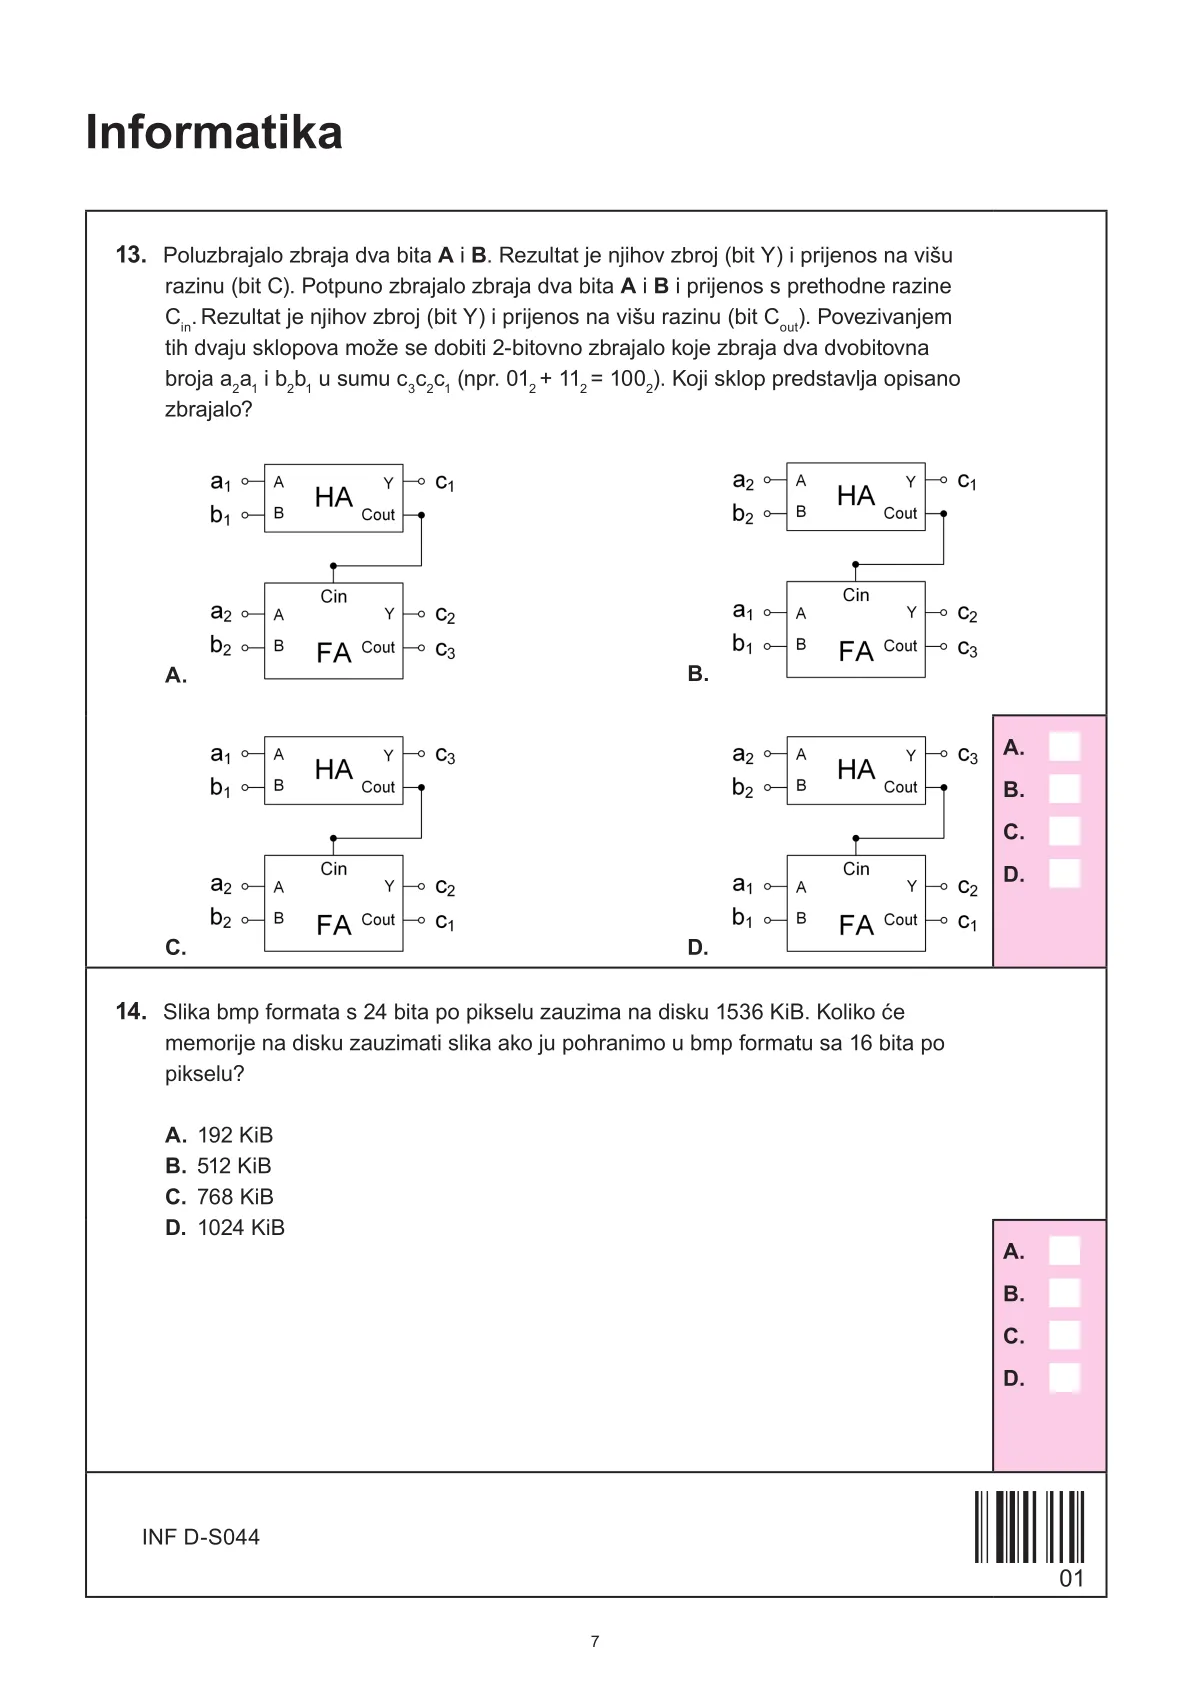 Informatika
13. Poluzbrajalo zbraja dva bita A i B. Rezultat je njihov zbroj (bit Y) i prijenos na višu
razinu (bit C). Potpuno zbrajalo zbraja dva bita A i B i prijenos s prethodne razine
Cin. Rezultat je njihov zbroj (bit Y) i prijenos na višu razinu (bit Cout). Povezivanjem
tih dvaju sklopova može se dobiti 2-bitovno zbrajalo koje zbraja dva dvobitovna
broja a2a1 i b2b1 u sumu c3c2c1 (npr. 012 + 112 = 1002). Koji sklop predstavlja opisano
zbrajalo?
a1 A HA Y c1
b1 B Cout
Cin
a2 A Y c2
b2 B FA Cout c3
A.
a2 A HA Y c1
b2 B Cout
Cin
a1 A Y c2
b1 B FA Cout c3
B.
a1 A HA Y c3
b1 B Cout
Cin
a2 A Y c2
b2 B FA Cout c1
C.
a2 A HA Y c3
b2 B Cout
Cin
a1 A Y c2
b1 B FA Cout c1
D.
A.
B.
C.
D.
14. Slika bmp formata s 24 bita po pikselu zauzima na disku 1536 KiB. Koliko će
memorije na disku zauzimati slika ako ju pohranimo u bmp formatu sa 16 bita po
pikselu?
A. 192 KiB
B. 512 KiB
C. 768 KiB
D. 1024 KiB
A.
B.
C.
D.
INF D-S044
01
7